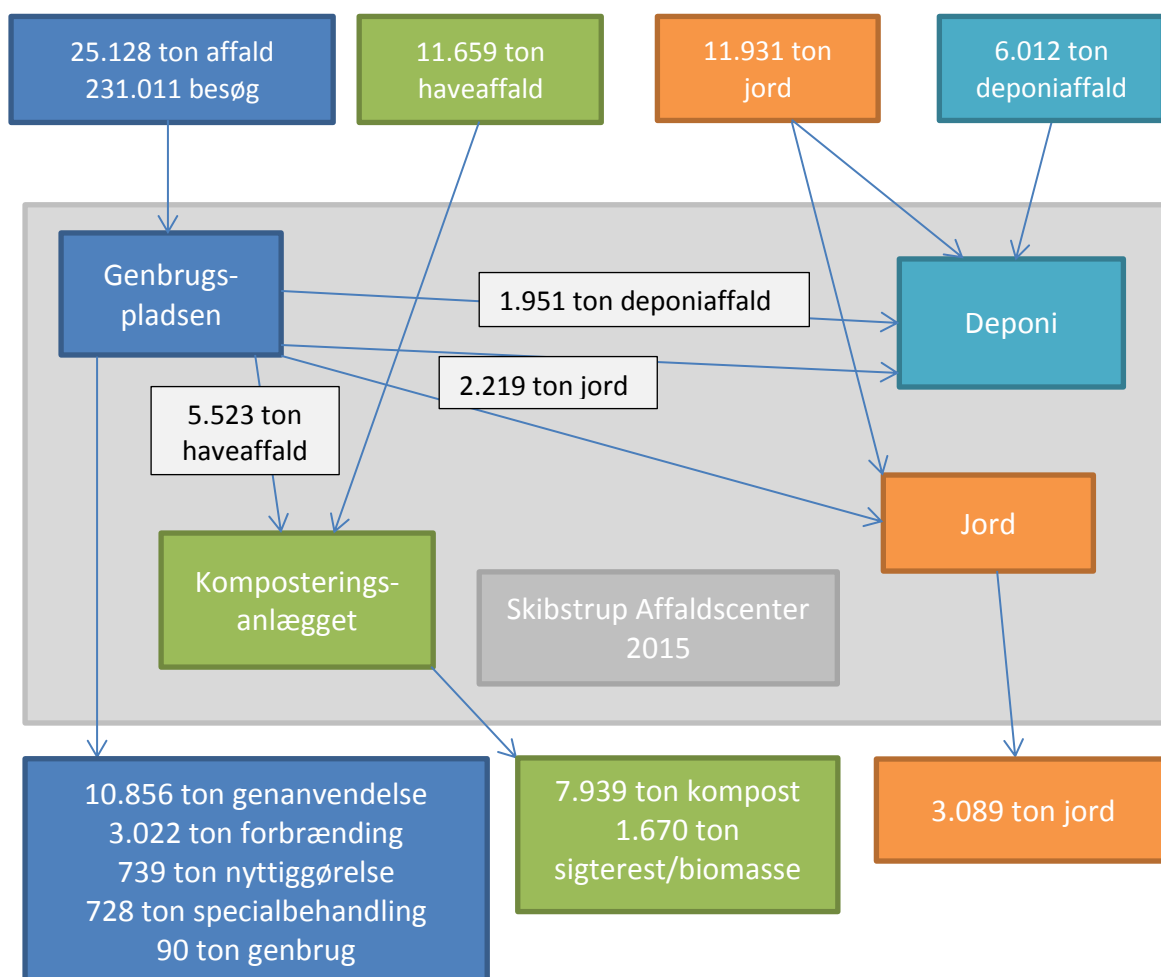 25.128 ton affald
231.011 besøg
11.659 ton
haveaffald
11.931 ton
jord
6.012 ton
deponiaffald
Genbrugs-
pladsen
1.951 ton deponiaffald
Deponi
2.219 ton jord
5.523 ton
haveaffald
Jord
Komposterings-
anlægget
Skibstrup Affaldscenter
2015
10.856 ton genanvendelse
3.022 ton forbrænding
739 ton nyttiggørelse
728 ton specialbehandling
90 ton genbrug
7.939 ton kompost
1.670 ton
sigterest/biomasse
3.089 ton jord